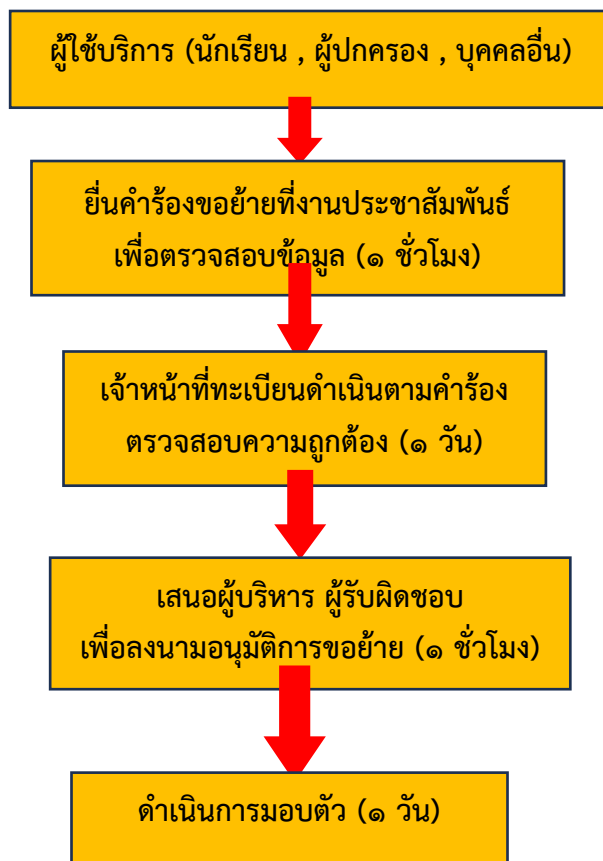 ผู้ใช้บริการ (นักเรียน , ผู้ปกครอง , บุคคลอื่น)
ยื่นคำร้องขอย้ายที่งานประชาสัมพันธ์
เพื่อตรวจสอบข้อมูล (๑ ชั่วโมง)
เจ้าหน้าที่ทะเบียนดำเนินตามคำร้อง
ตรวจสอบความถูกต้อง (๑ วัน)
เสนอผู้บริหาร ผู้รับผิดชอบ
เพื่อลงนามอนุมัติการขอย้าย (๑ ชั่วโมง)
ดำเนินการมอบตัว (๑ วัน)